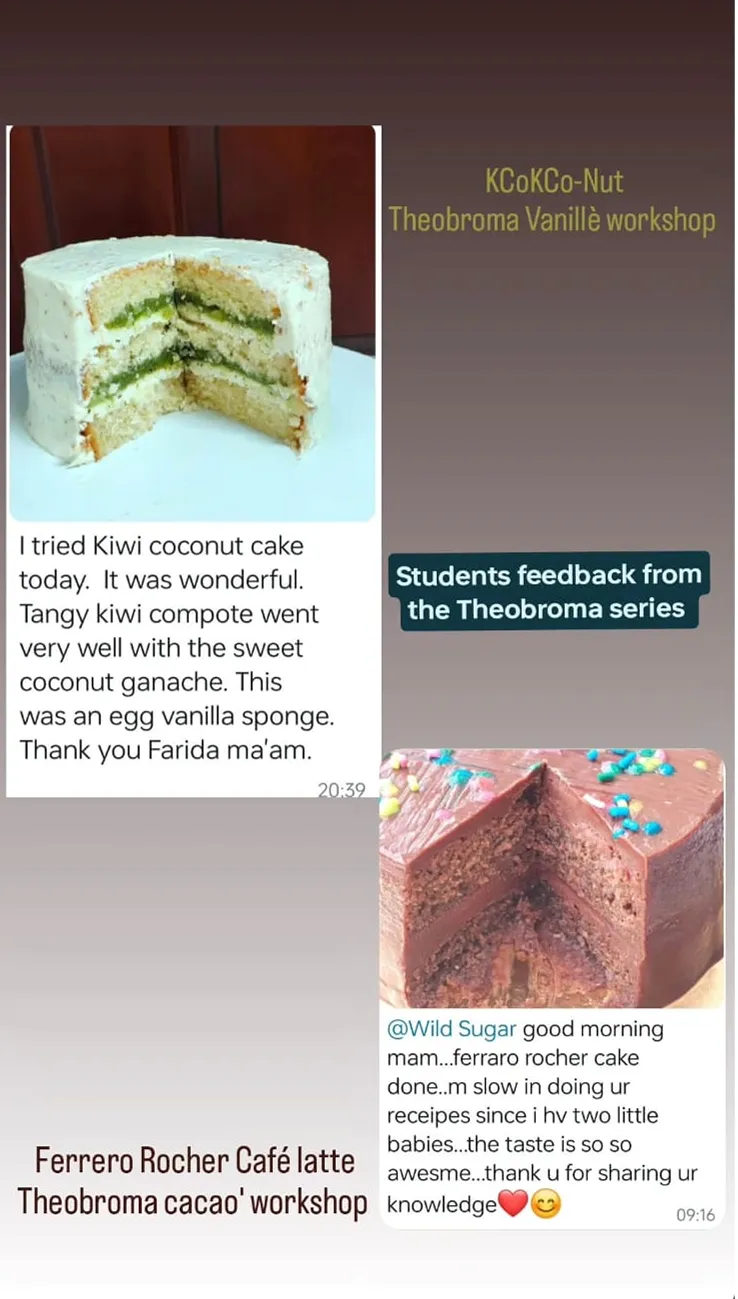 KCoKCo-Nut
Theobroma Vanillè workshop
I tried Kiwi coconut cake
today.  It was wonderful.
Tangy kiwi compote went
very well with the sweet
coconut ganache. This
was an egg vanilla sponge.
Thank you Farida ma'am.
20:39
Students feedback from
the Theobroma series
@Wild Sugar good morning
mam...ferraro rocher cake
done..m slow in doing ur
receipes since i hv two little
babies...the taste is so so
awesme...thank u for sharing ur
knowledge❤️😊
09:16
Ferrero Rocher Café latte
Theobroma cacao' workshop